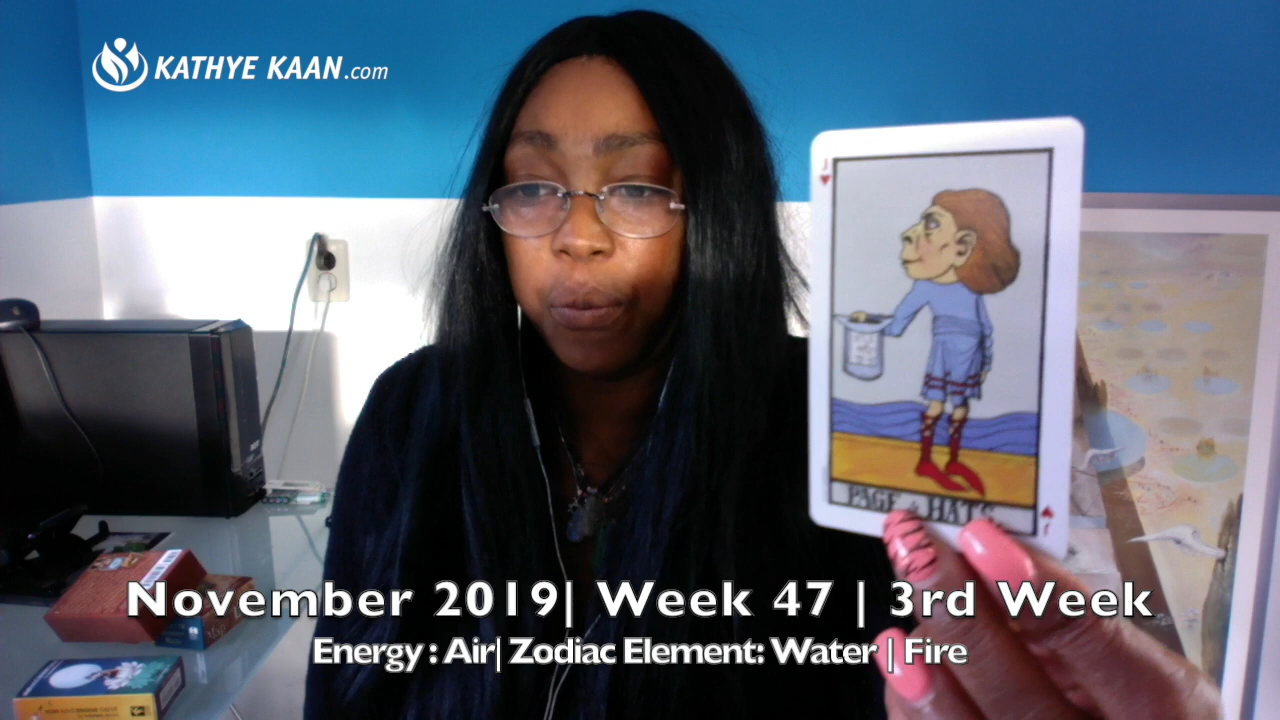 KATHYE KAAN.com
J
PAGE of HATS
J
November 2019| Week 47 | 3rd Week
Energy : Air| Zodiac Element: Water | Fire